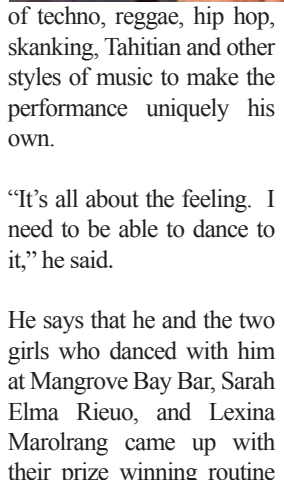 of techno, reggae, hip hop,
skanking, Tahitian and other
styles of music to make the
performance uniquely his
own.
“It’s all about the feeling.  I
need to be able to dance to
it,” he said.
He says that he and the two
girls who danced with him
at Mangrove Bay Bar, Sarah
Elma Rieuo, and Lexina
Marolrang came up with
their prize winning routine